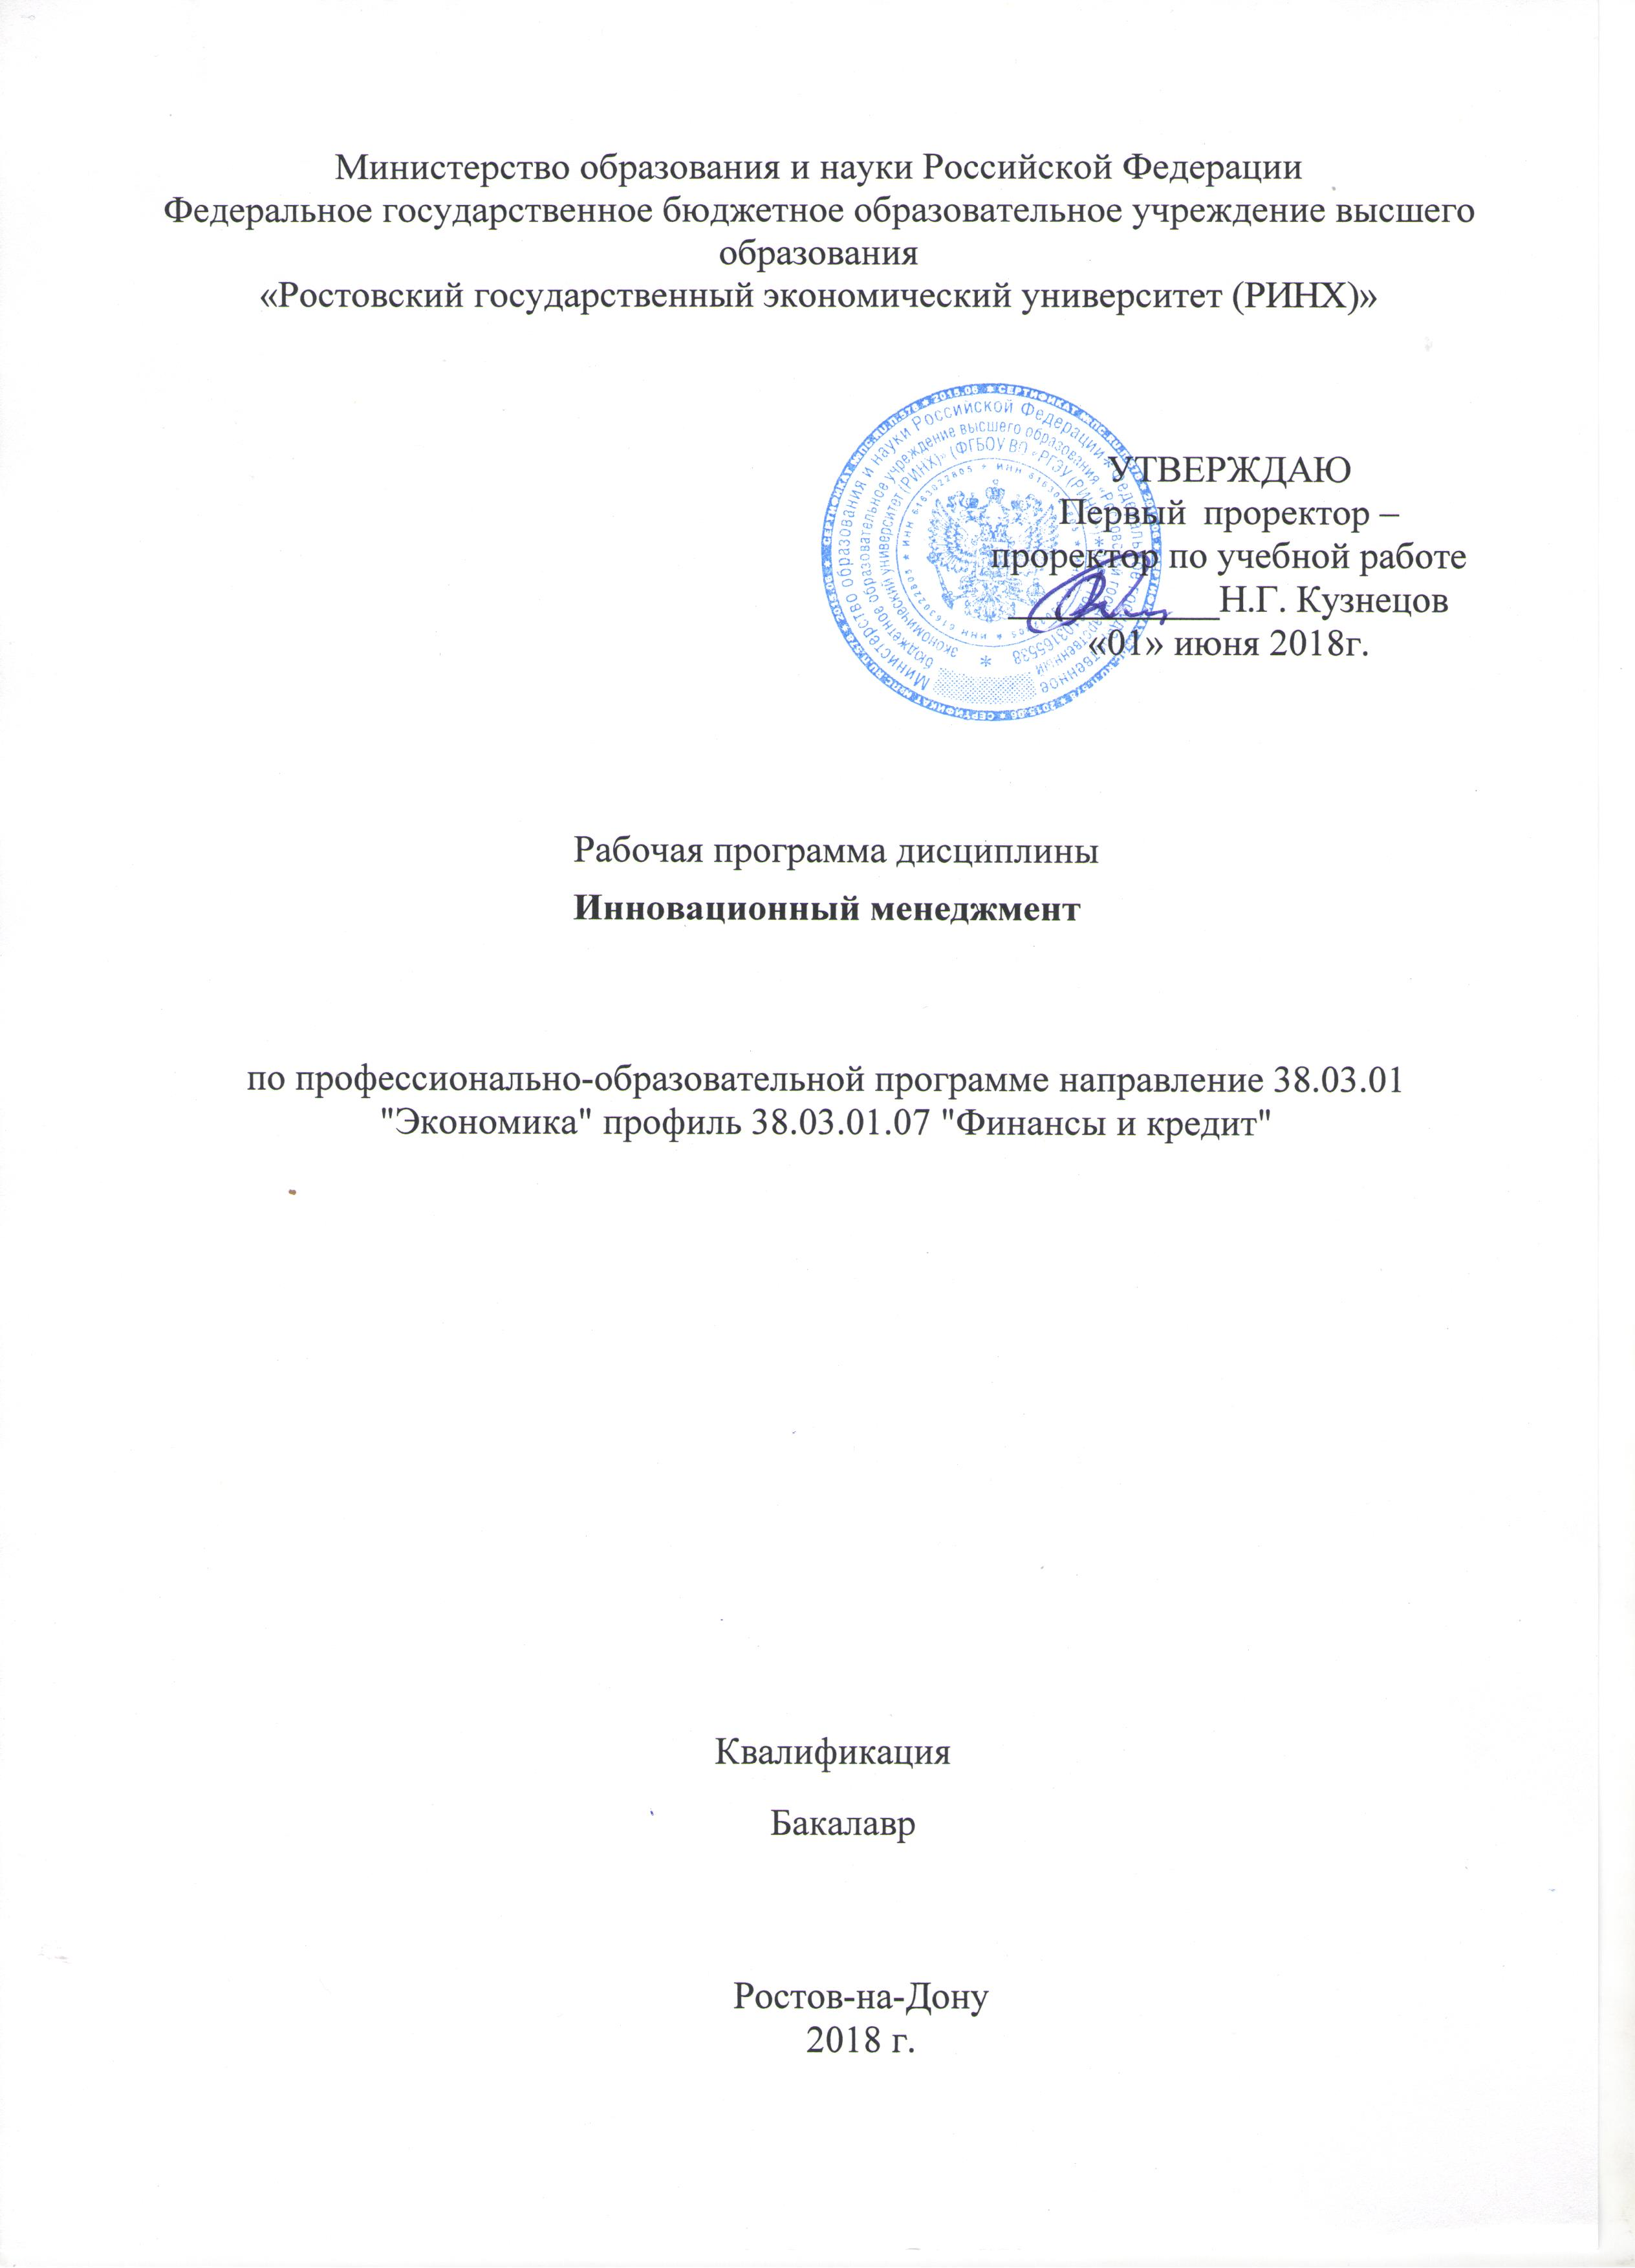 Министерство образования и науки Российской Федерации
Федеральное государственное бюджетное образовательное учреждение высшего
образования
«Ростовский государственный экономический университет (РИНХ)»
УТВЕРЖДАЮ
Первый проректор –
проректор по учебной работе
____________Н.Г. Кузнецов
«01» июня 2018г.
Рабочая программа дисциплины
Инновационный менеджмент
по профессионально-образовательной программе направление 38.03.01
"Экономика" профиль 38.03.01.07 "Финансы и кредит"
Квалификация
Бакалавр
Ростов-на-Дону
2018 г.